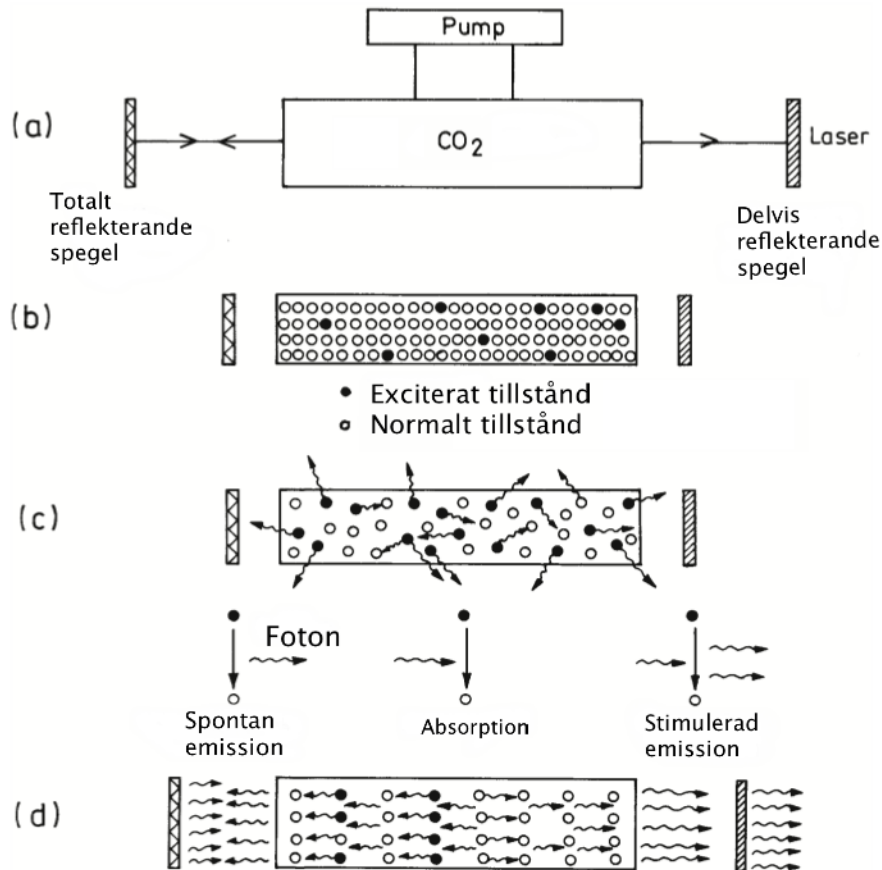 Pump
(a)
CO2
Laser
Totalt
reflekterande
spegel
Delvis
reflekterande
spegel
(b)
Exciterat tillstånd
Normalt tillstånd
(c)
Foton
Spontan
emission
Absorption
Stimulerad
emission
(d)